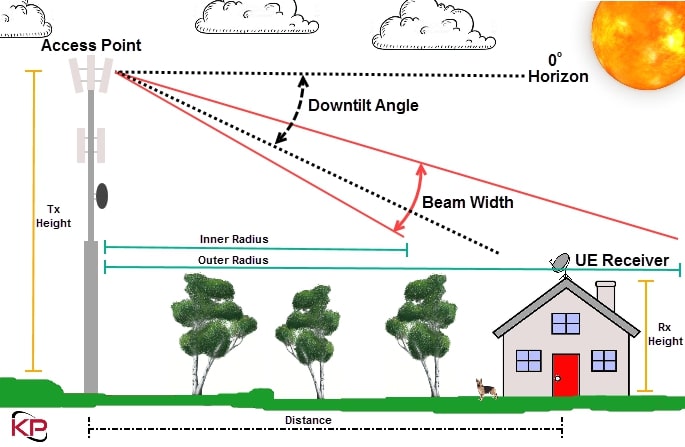 Access Point
0°
Horizon
Downtilt Angle
Beam Width
Tx
Height
Inner Radius
Outer Radius
UE Receiver
Rx
Height
Distance
KP